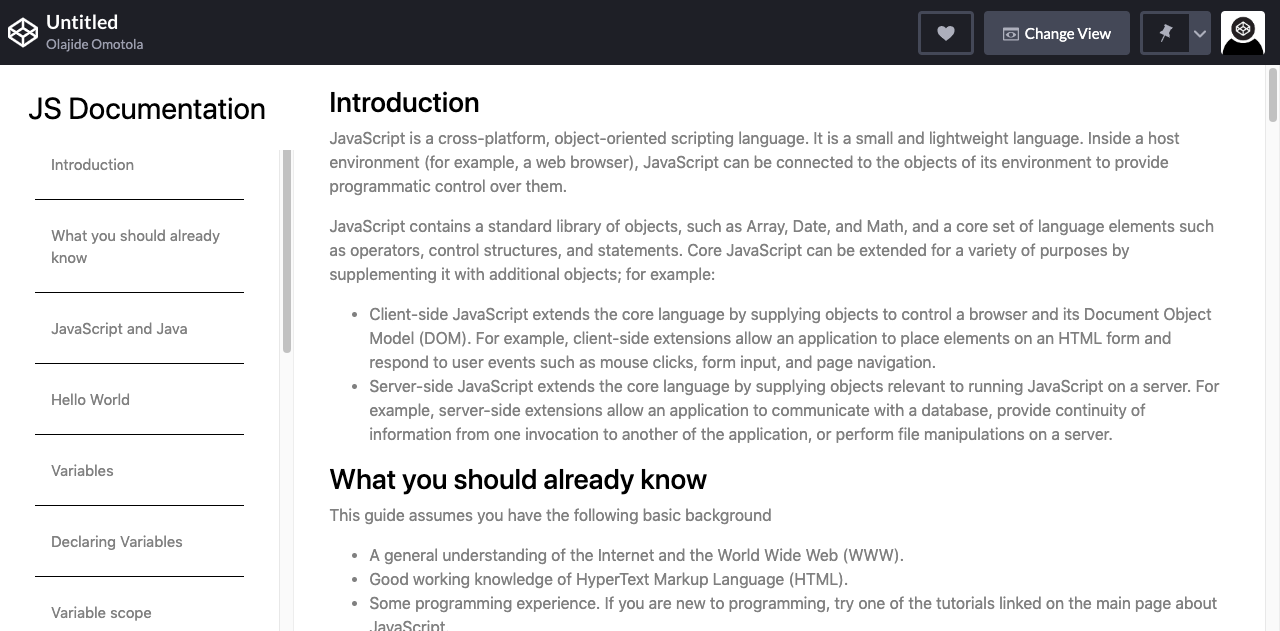 Untitled
Olajide Omotola
Change View
JS Documentation
Introduction
What you should already
know
JavaScript and Java
Hello World
Variables
Declaring Variables
Variable scope
Introduction
JavaScript is a cross-platform, object-oriented scripting language. It is a small and lightweight language. Inside a host
environment (for example, a web browser), JavaScript can be connected to the objects of its environment to provide
programmatic control over them.
JavaScript contains a standard library of objects, such as Array, Date, and Math, and a core set of language elements such
as operators, control structures, and statements. Core JavaScript can be extended for a variety of purposes by
supplementing it with additional objects; for example:
• Client-side JavaScript extends the core language by supplying objects to control a browser and its Document Object
Model (DOM). For example, client-side extensions allow an application to place elements on an HTML form and
respond to user events such as mouse clicks, form input, and page navigation.
• Server-side JavaScript extends the core language by supplying objects relevant to running JavaScript on a server. For
example, server-side extensions allow an application to communicate with a database, provide continuity of
information from one invocation to another of the application, or perform file manipulations on a server.
What you should already know
This guide assumes you have the following basic background
• A general understanding of the Internet and the World Wide Web (WWW).
• Good working knowledge of HyperText Markup Language (HTML).
• Some programming experience. If you are new to programming, try one of the tutorials linked on the main page about
JavaScript